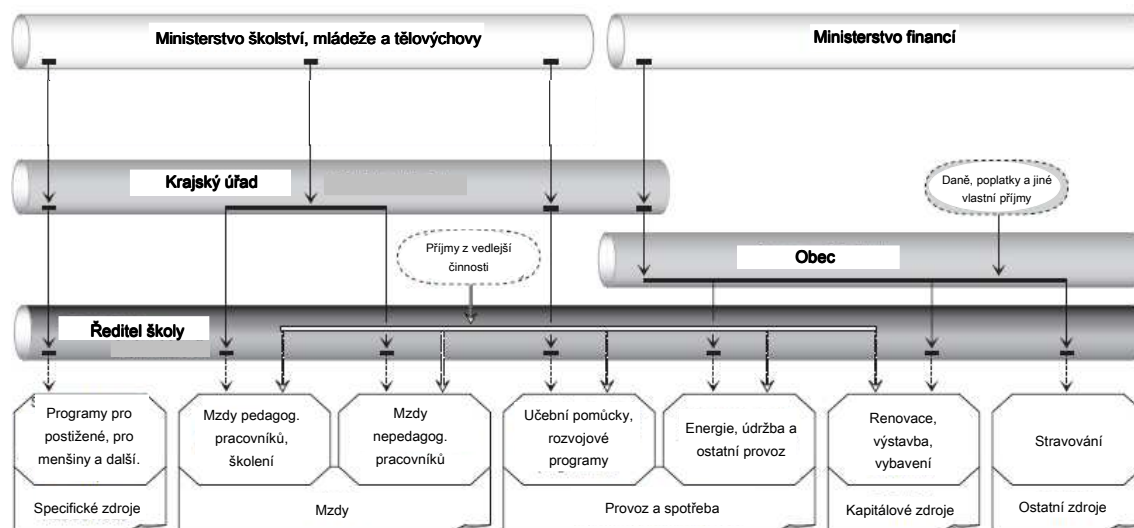 Ministerstvo školství, mládeže a tělovýchovy
Ministerstvo financí
Krajský úřad
Daně, poplatky a jiné
vlastní příjmy
Příjmy z vedlejší
činnosti
Obec
Ředitel školy
Programy pro
postižené, pro
menšiny a další.
Mzdy pedagog.
pracovníků,
školení
Mzdy
nepedagog.
pracovníků
Učební pomůcky,
rozvojové
programy
Energie, údržba a
ostatní provoz
Renovace,
výstavba,
vybavení
Stravování
Specifické zdroje
Mzdy
Provoz a spotřeba
Kapitálové zdroje
Ostatní zdroje